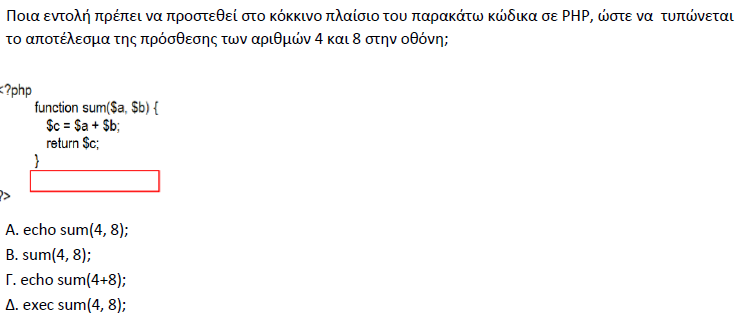 Ποια εντολή πρέπει να προστεθεί στο κόκκινο πλαίσιο του παρακάτω κώδικα σε PHP, ώστε να τυπώνεται
το αποτέλεσμα της πρόσθεσης των αριθμών 4 και 8 στην οθόνη;
<?php
function sum($a, $b) {
$c = $a + $b;
return $c;
}
?>
Α. echo sum(4, 8);
Β. sum(4, 8);
Γ. echo sum(4+8);
Δ. exec sum(4, 8);